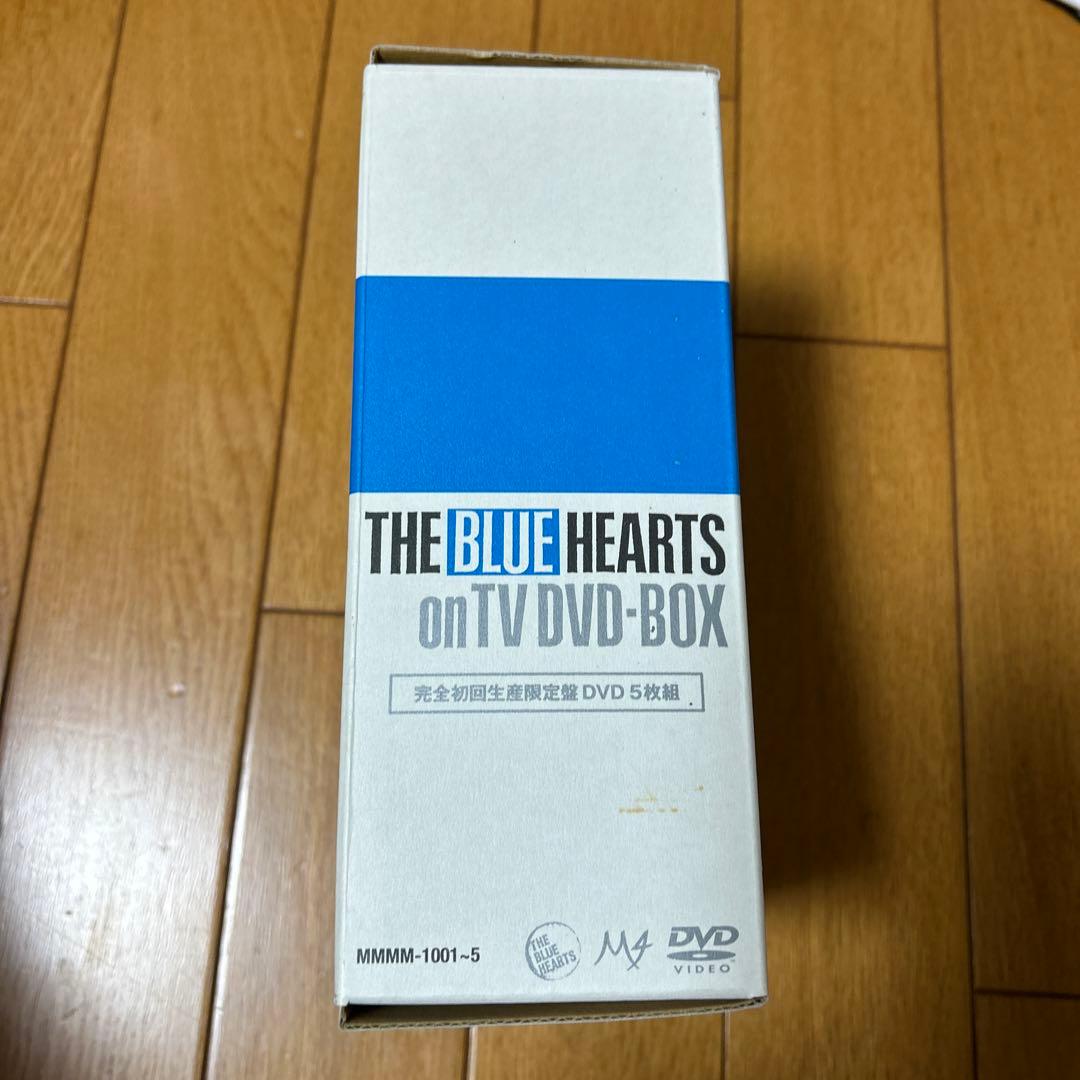 THE BLUE HEARTS
on TV DVD-BOX
完全初回生産限定盤 DVD 5枚組
MMMM-1001~5
THE
BLUE
HEARTS
M4
DVD
VIDEO